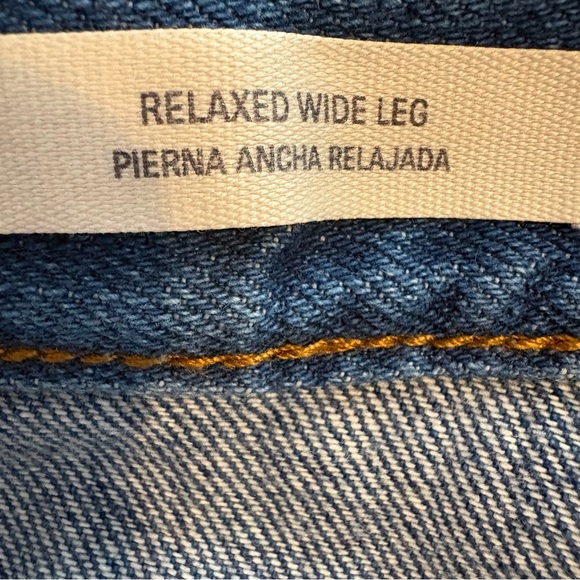 RELAXED WIDE LEG
PIERNA ANCHA RELAJADA